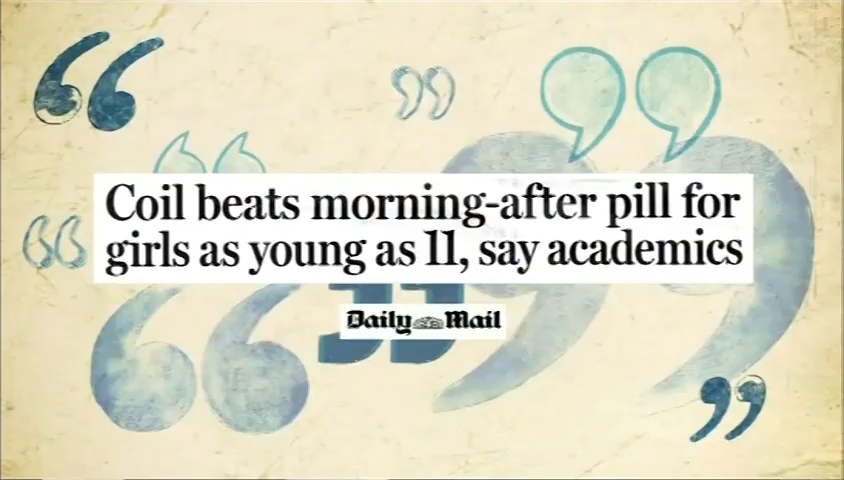 Coil beats morning-after pill for
girls as young as 11, say academics
Daily Mail